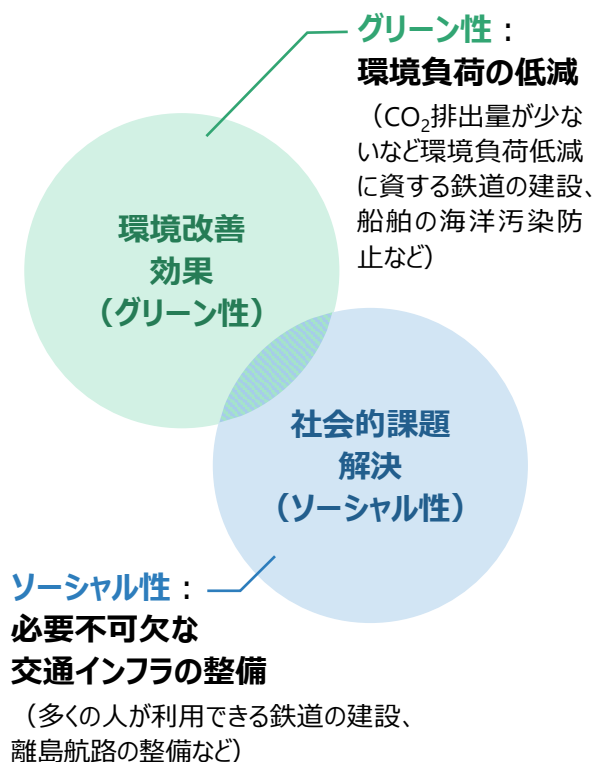 グリーン性：
環境負荷の低減
（CO₂排出量が少な
いなど環境負荷低減
に資する鉄道の建設、
船舶の海洋汚染防
止など）
環境改善
効果
（グリーン性）
社会的課題
解決
（ソーシャル性）
ソーシャル性：
必要不可欠な
交通インフラの整備
（多くの人が利用できる鉄道の建設、
離島航路の整備など）